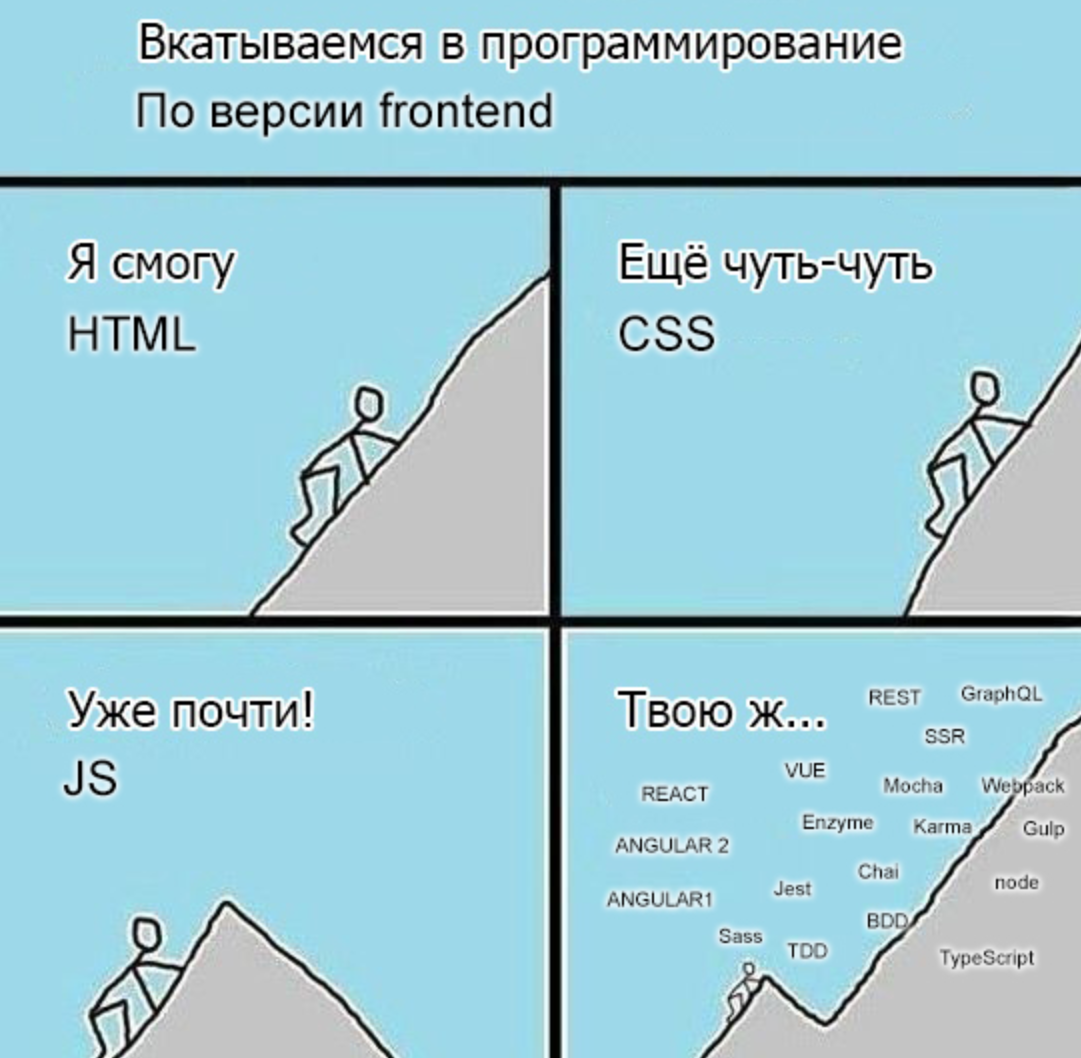 Вкатываемся в программирование
По версии frontend
Я смогу
HTML
Ещё чуть-чуть
CSS
Уже почти!
JS
Твою ж...
REST
GraphQL
SSR
VUE
REACT
Mocha
Webpack
Enzyme
Karma
Gulp
ANGULAR 2
Chai
node
Jest
ANGULAR1
BDD
Sass
TDD
TypeScript